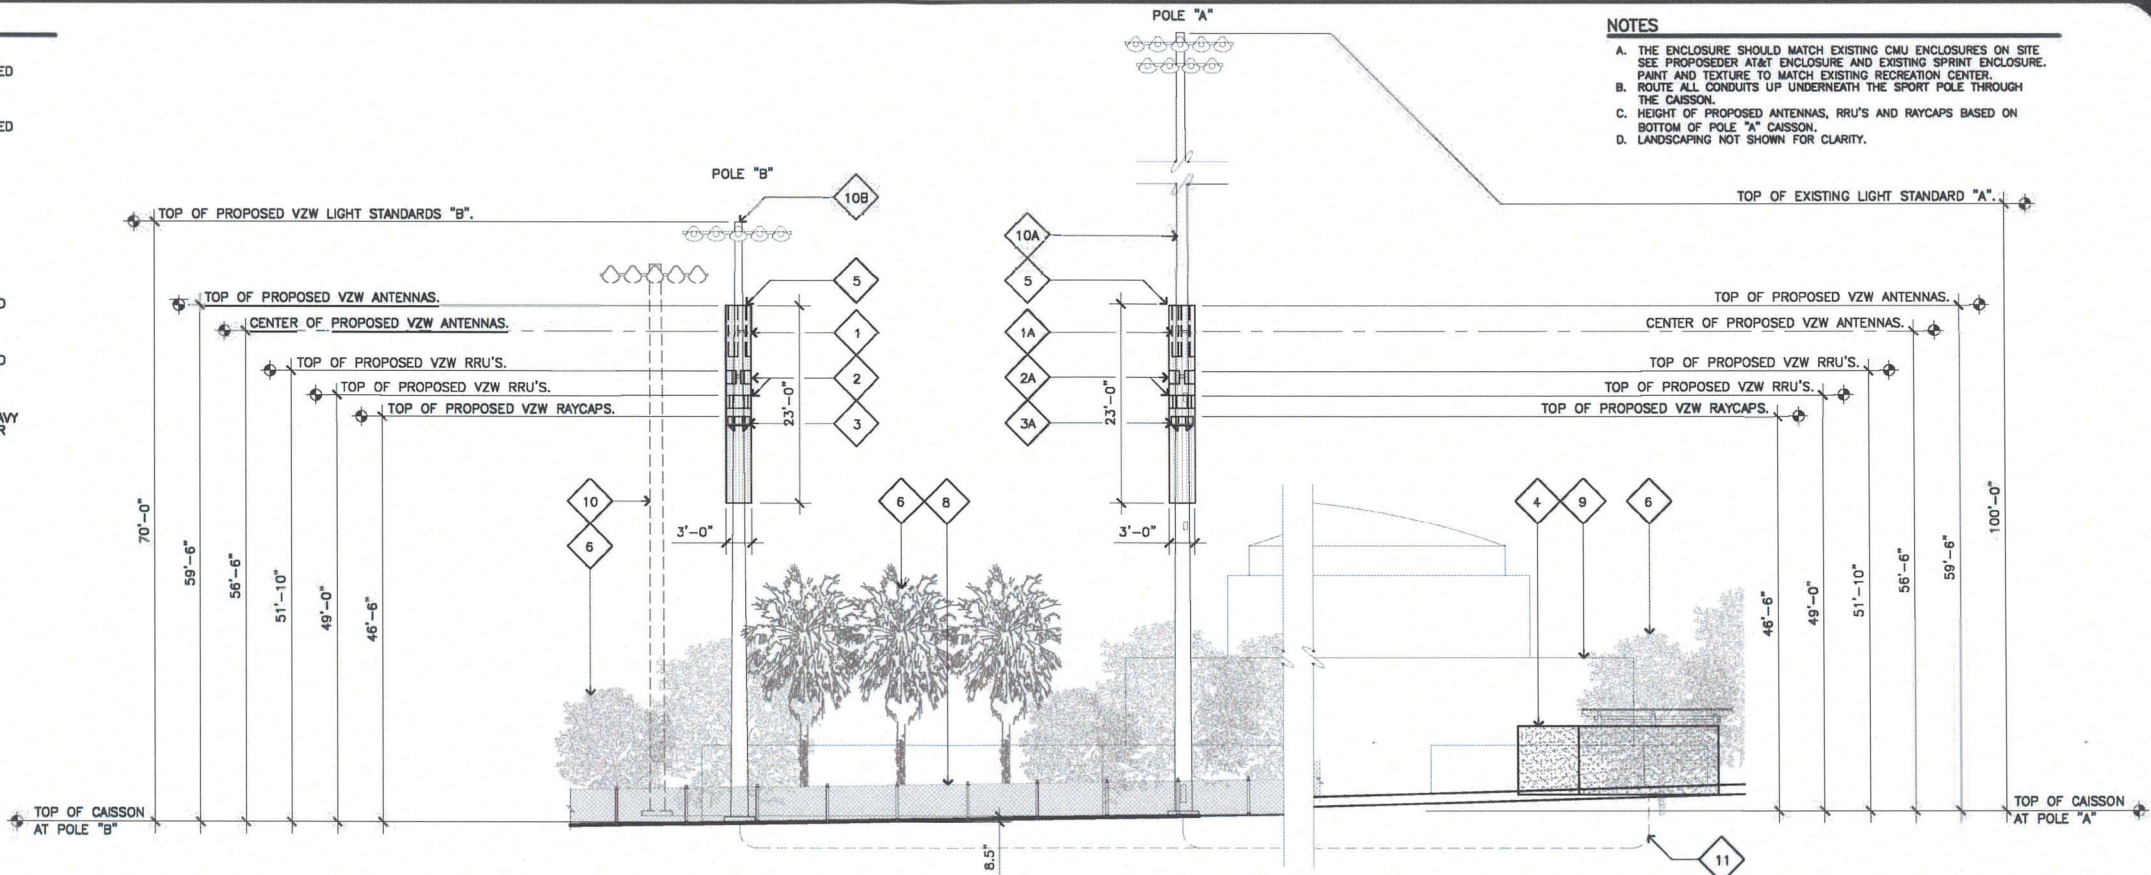 POLE "A"
NOTES
A. THE ENCLOSURE SHOULD MATCH EXISTING CMU ENCLOSURES ON SITE
SEE PROPOSEDER AT&T ENCLOSURE AND EXISTING SPRINT ENCLOSURE.
PAINT AND TEXTURE TO MATCH EXISTING RECREATION CENTER.
B. ROUTE ALL CONDUITS UP UNDERNEATH THE SPORT POLE THROUGH
THE CAISSON.
C. HEIGHT OF PROPOSED ANTENNAS, RRU'S AND RAYCAPS BASED ON
BOTTOM OF POLE "A" CAISSON.
D. LANDSCAPING NOT SHOWN FOR CLARITY.
ED
ED
POLE "B"
10B
TOP OF PROPOSED VZW LIGHT STANDARDS "B".
TOP OF EXISTING LIGHT STANDARD "A".
10A
5
5
TOP OF PROPOSED VZW ANTENNAS.
TOP OF PROPOSED VZW ANTENNAS.
CENTER OF PROPOSED VZW ANTENNAS.
1
1A
CENTER OF PROPOSED VZW ANTENNAS.
TOP OF PROPOSED VZW RRU'S.
2
2A
TOP OF PROPOSED VZW RRU'S.
TOP OF PROPOSED VZW RRU'S.
TOP OF PROPOSED VZW RRU'S.
TOP OF PROPOSED VZW RAYCAPS.
3
3A
TOP OF PROPOSED VZW RAYCAPS.
23'-0"
23'-0"
AVY
10
6
6
8
4
9
6
3'-0"
3'-0"
70'-0"
59'-6"
56'-6"
51'-10"
49'-0"
46'-6"
46'-6"
49'-0"
51'-10"
56'-6"
59'-6"
100'-0"
TOP OF CAISSON
AT POLE "B"
TOP OF CAISSON
AT POLE "A"
8.5"
11